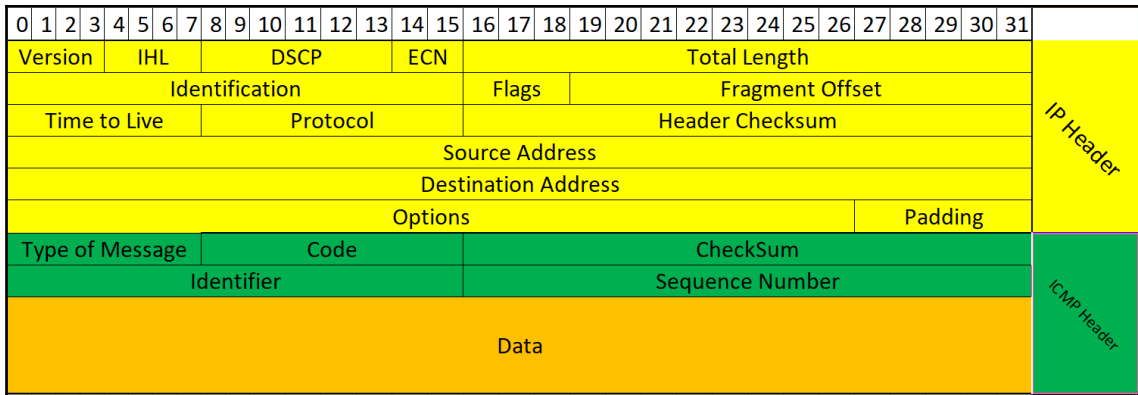 0 1 2 3 4 5 6 7 8 9 10 11 12 13 14 15 16 17 18 19 20 21 22 23 24 25 26 27 28 29 30 31
Version IHL DSCP ECN Total Length
Identification Flags Fragment Offset
Time to Live Protocol Header Checksum
Source Address
Destination Address
Options Padding
IP Header
Type of Message Code CheckSum
Identifier Sequence Number
Data
ICMP Header